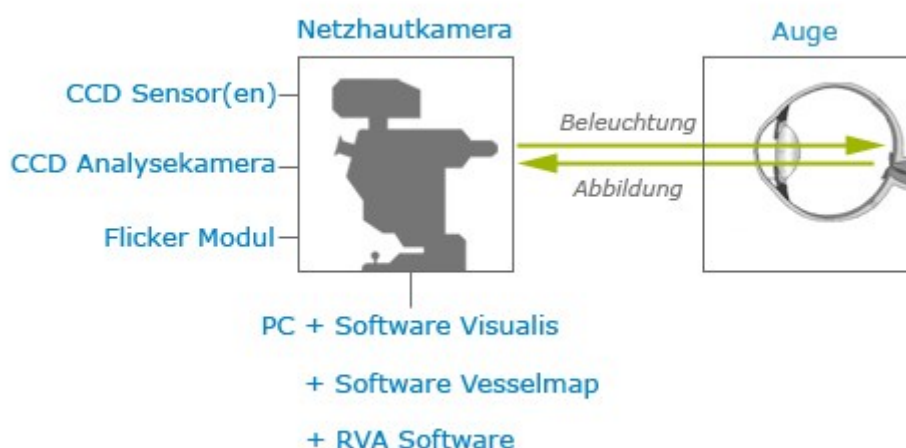 Netzhautkamera
Auge
CCD Sensor(en)
Beleuchtung
CCD Analysekamera
Abbildung
Flicker Modul
PC + Software Visualis
+ Software Vesselmap
+ RVA Software